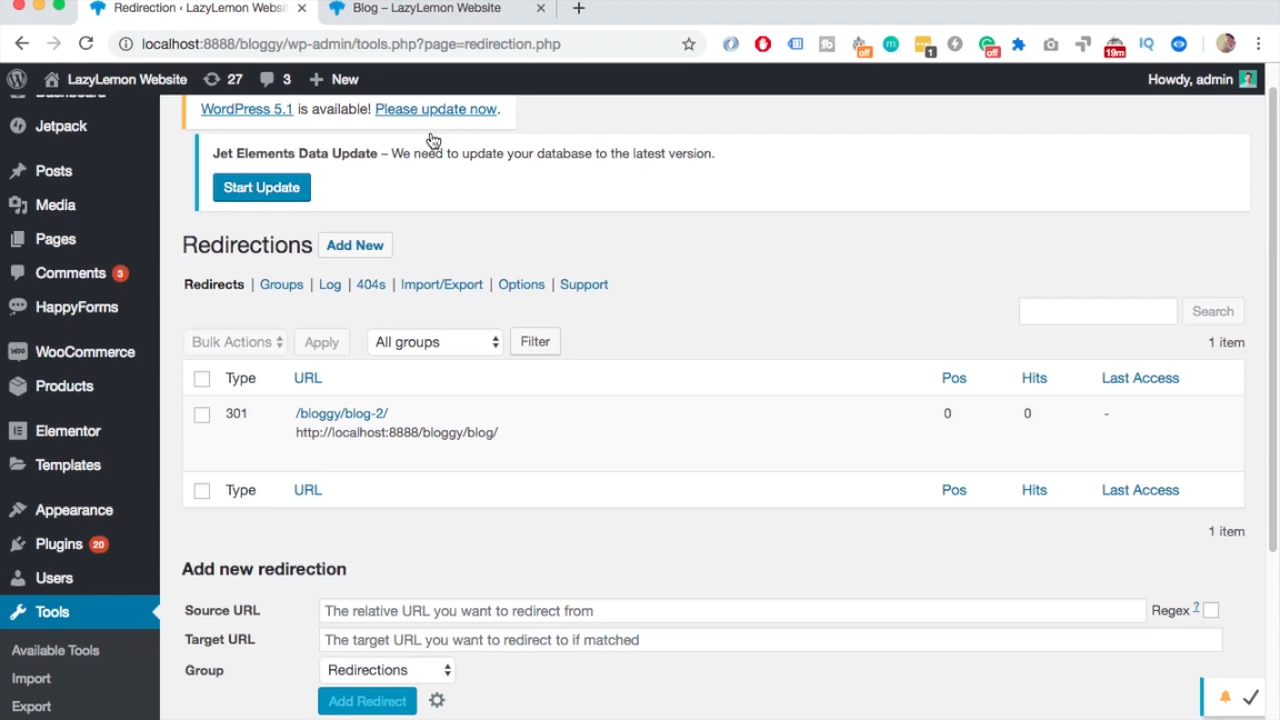 Redirection ‹ LazyLemon Websi
Blog – LazyLemon Website
localhost:8888/bloggy/wp-admin/tools.php?page=redirection.php
off
1
off
19m
IQ
LazyLemon Website
27
3
New
Howdy, admin
Dashboard
Jetpack
Posts
Media
Pages
Comments 3
HappyForms
WooCommerce
Products
Elementor
Templates
Appearance
Plugins 20
Users
Tools
Available Tools
Import
Export
WordPress 5.1 is available! Please update now.
Jet Elements Data Update – We need to update your database to the latest version.
Start Update
Redirections Add New
Redirects | Groups | Log | 404s | Import/Export | Options | Support
Search
Bulk Actions Apply All groups Filter 1 item
Type URL Pos Hits Last Access
301 /bloggy/blog-2/ 0 0 -
http://localhost:8888/bloggy/blog/
Type URL Pos Hits Last Access
1 item
Add new redirection
Source URL The relative URL you want to redirect from Regex ?
Target URL The target URL you want to redirect to if matched
Group Redirections
Add Redirect